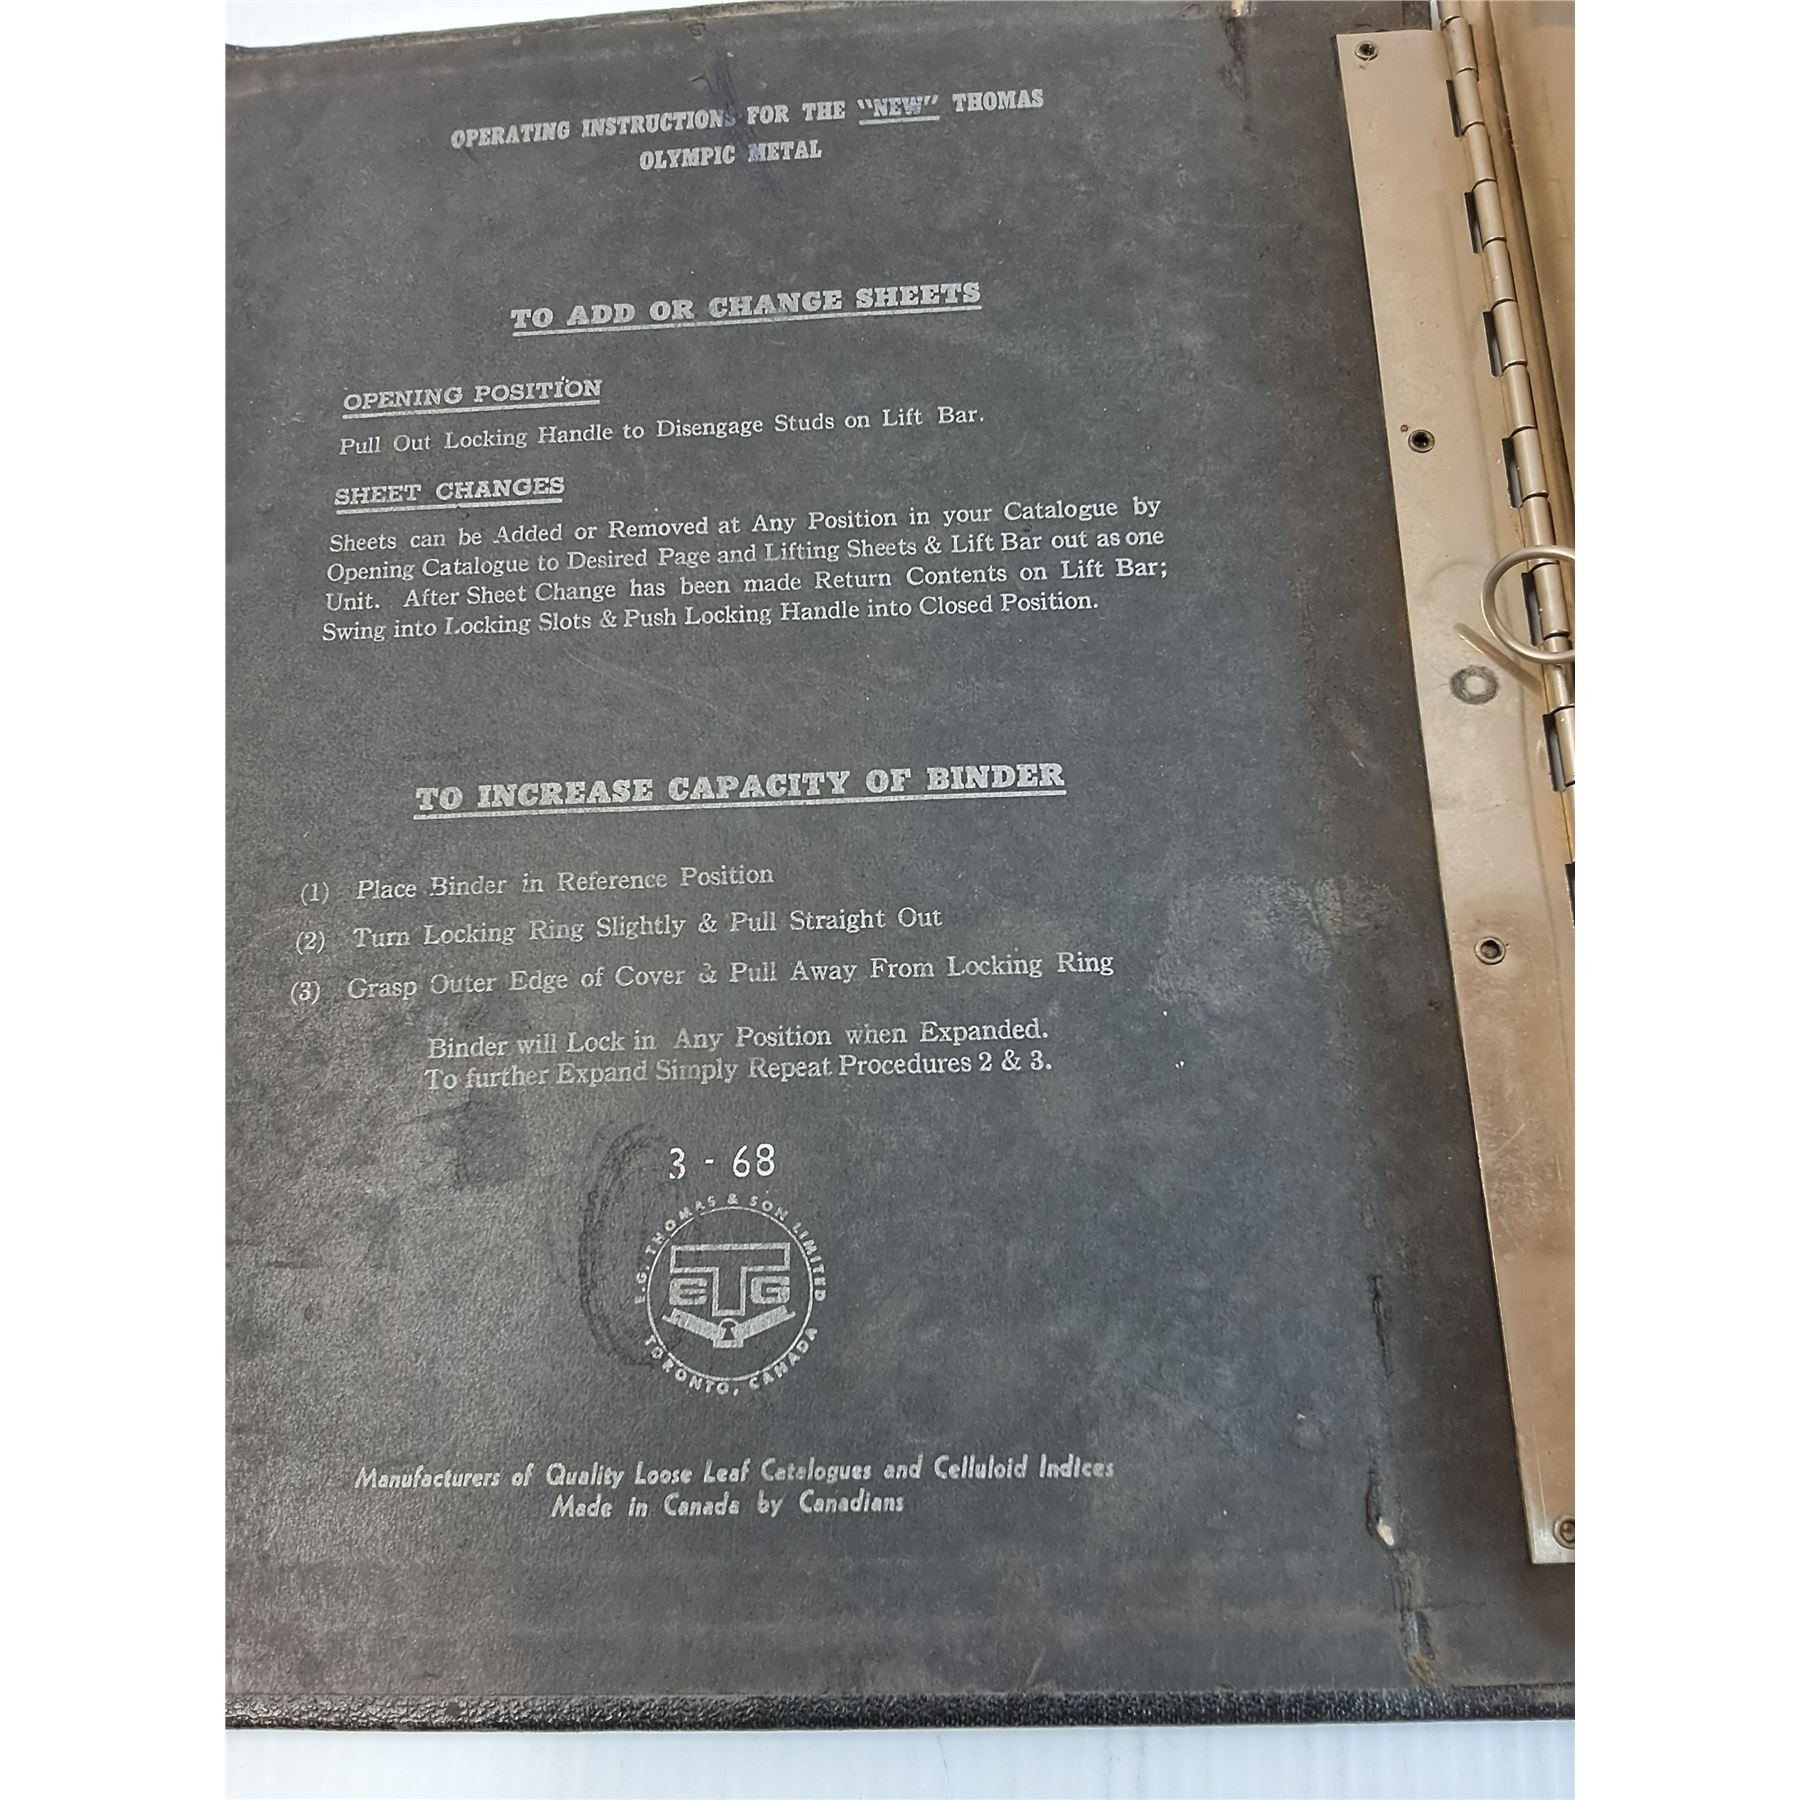 OPERATING INSTRUCTIONS FOR THE "NEW" THOMAS
OLYMPIC METAL
TO ADD OR CHANGE SHEETS
OPENING POSITION
Pull Out Locking Handle to Disengage Studs on Lift Bar.
SHEET CHANGES
Sheets can be Added or Removed at Any Position in your Catalogue by
Opening Catalogue to Desired Page and Lifting Sheets & Lift Bar out as one
Unit. After Sheet Change has been made Return Contents on Lift Bar;
Swing into Locking Slots & Push Locking Handle into Closed Position.
TO INCREASE CAPACITY OF BINDER
(1) Place Binder in Reference Position
(2) Turn Locking Ring Slightly & Pull Straight Out
(3) Grasp Outer Edge of Cover & Pull Away From Locking Ring
Binder will Lock in Any Position when Expanded.
To further Expand Simply Repeat Procedures 2 & 3.
3 - 68
E.G. THOMAS & SON LIMITED
ETG
TORONTO, CANADA
Manufacturers of Quality Loose Leaf Catalogues and Celluloid Indices
Made in Canada by Canadians